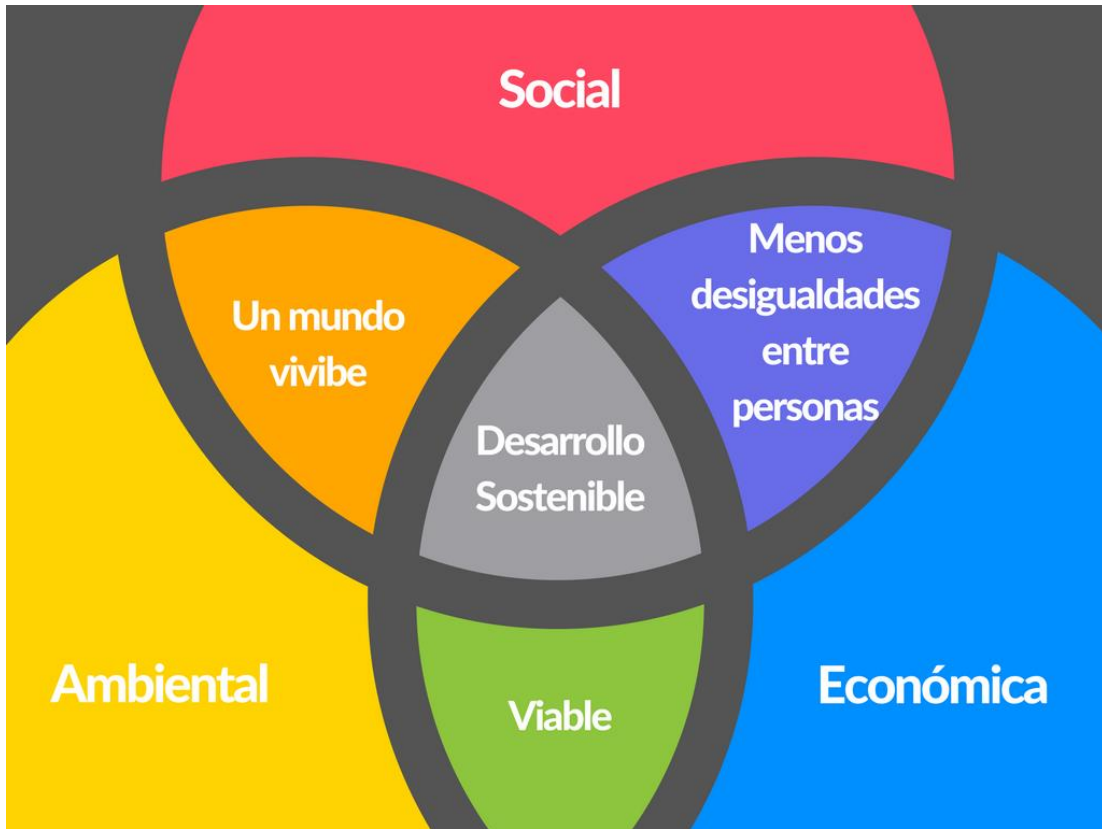 Social
Un mundo
vivibe
Menos
desigualdades
entre
personas
Desarrollo
Sostenible
Ambiental
Viable
Económica